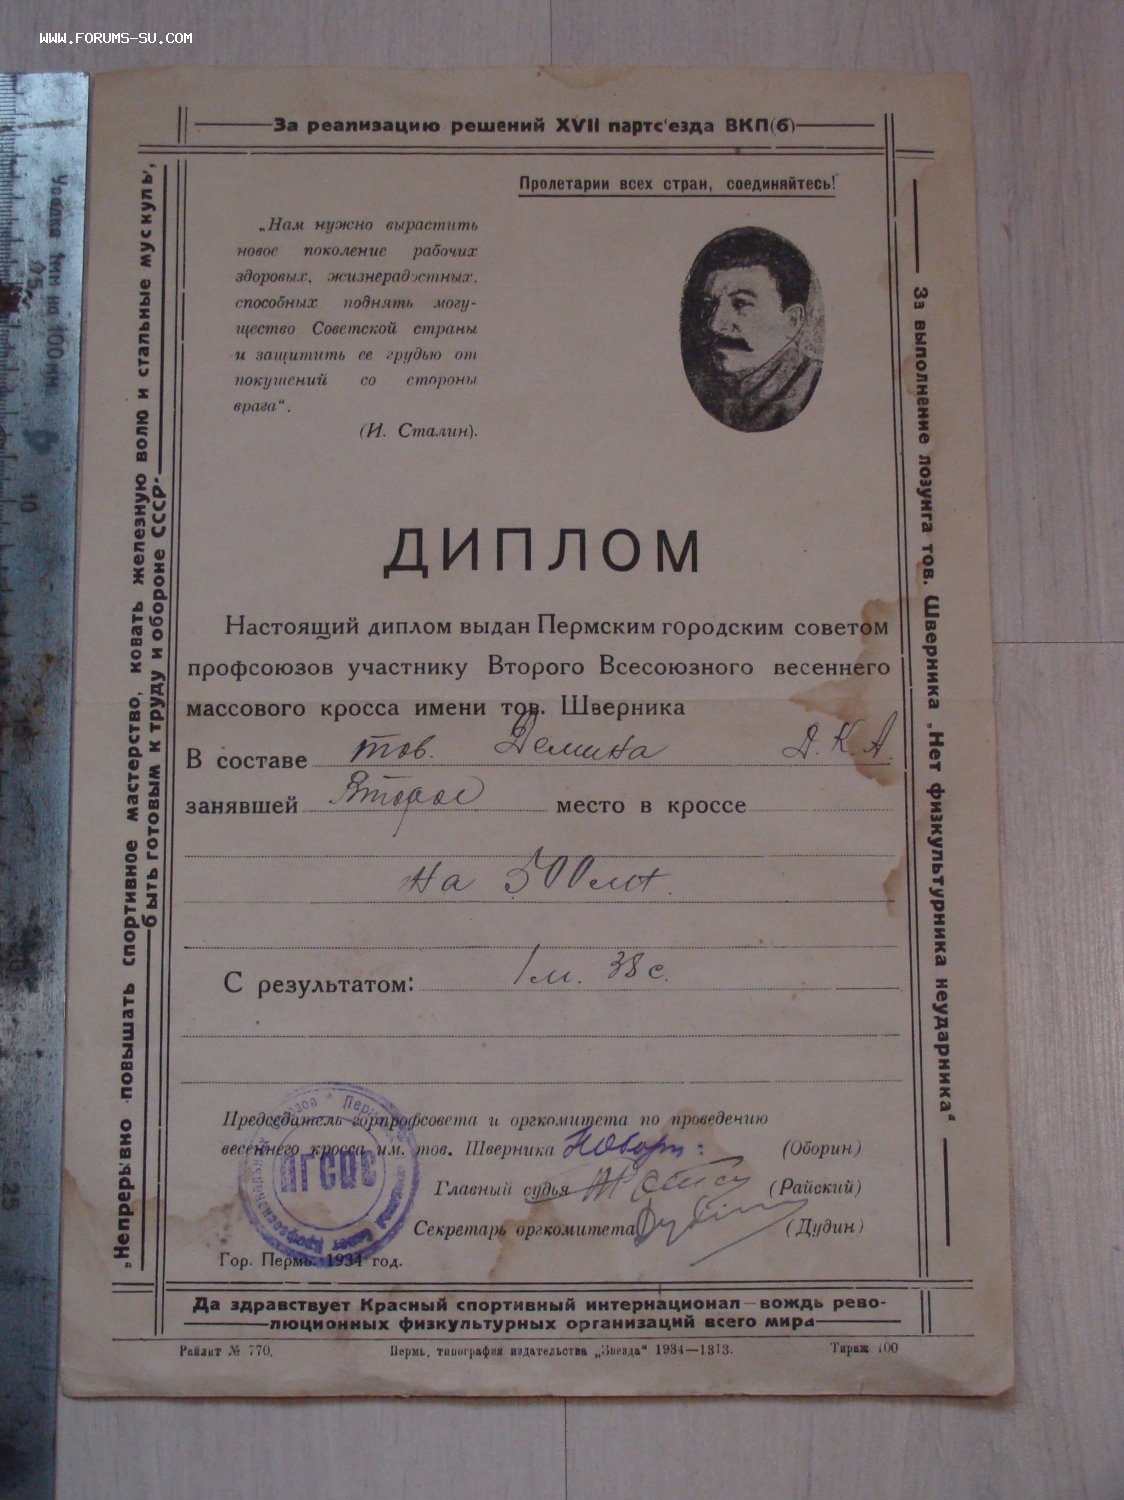 WWW.FORUMS-SU.COM
За реализацию решений XVII партс'езда ВКП(б)
Пролетарии всех стран, соединяйтесь!
„Нам нужно вырастить
новое поколение рабочих
здоровых, жизнерадостных,
способных поднять могу-
щество Советской страны
и защитить ее грудью от
покушений со стороны
врага“.
(И. Сталин).
„Непрерывно повышать спортивное мастерство, ковать железную волю и стальные мускулы,
быть готовым к труду и обороне СССР“
За выполнение лозунга тов. Шверника „Нет физкультурника неударника“
ДИПЛОМ
Настоящий диплом выдан Пермским городским советом
профсоюзов участнику Второго Всесоюзного весеннего
массового кросса имени тов. Шверника
В составе тов. Демина Д.К.А.
занявшей Второе место в кроссе
на 500 мт.
С результатом: 1 м. 38 с.
Председатель горпрофсовета и оргкомитета по проведению
весеннего кросса им. тов. Шверника (Оборин)
Главный судья (Райский)
Секретарь оргкомитета (Дудин)
Гор. Пермь 1934 год.
ПГСПС
Да здравствует Красный спортивный интернационал—вождь рево-
люционных физкультурных организаций всего мира
Райлит № 770. Пермь, типография издательства „Звезда“ 1934—1313. Тираж 100